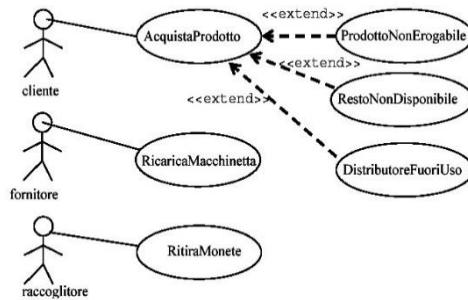 <<extend>>
AcquistaProdotto
ProdottoNonErogabile
<<extend>>
cliente
<<extend>>
RestoNonDisponibile
RicaricaMacchinetta
DistributoreFuoriUso
fornitore
RitiraMonete
raccoglitore